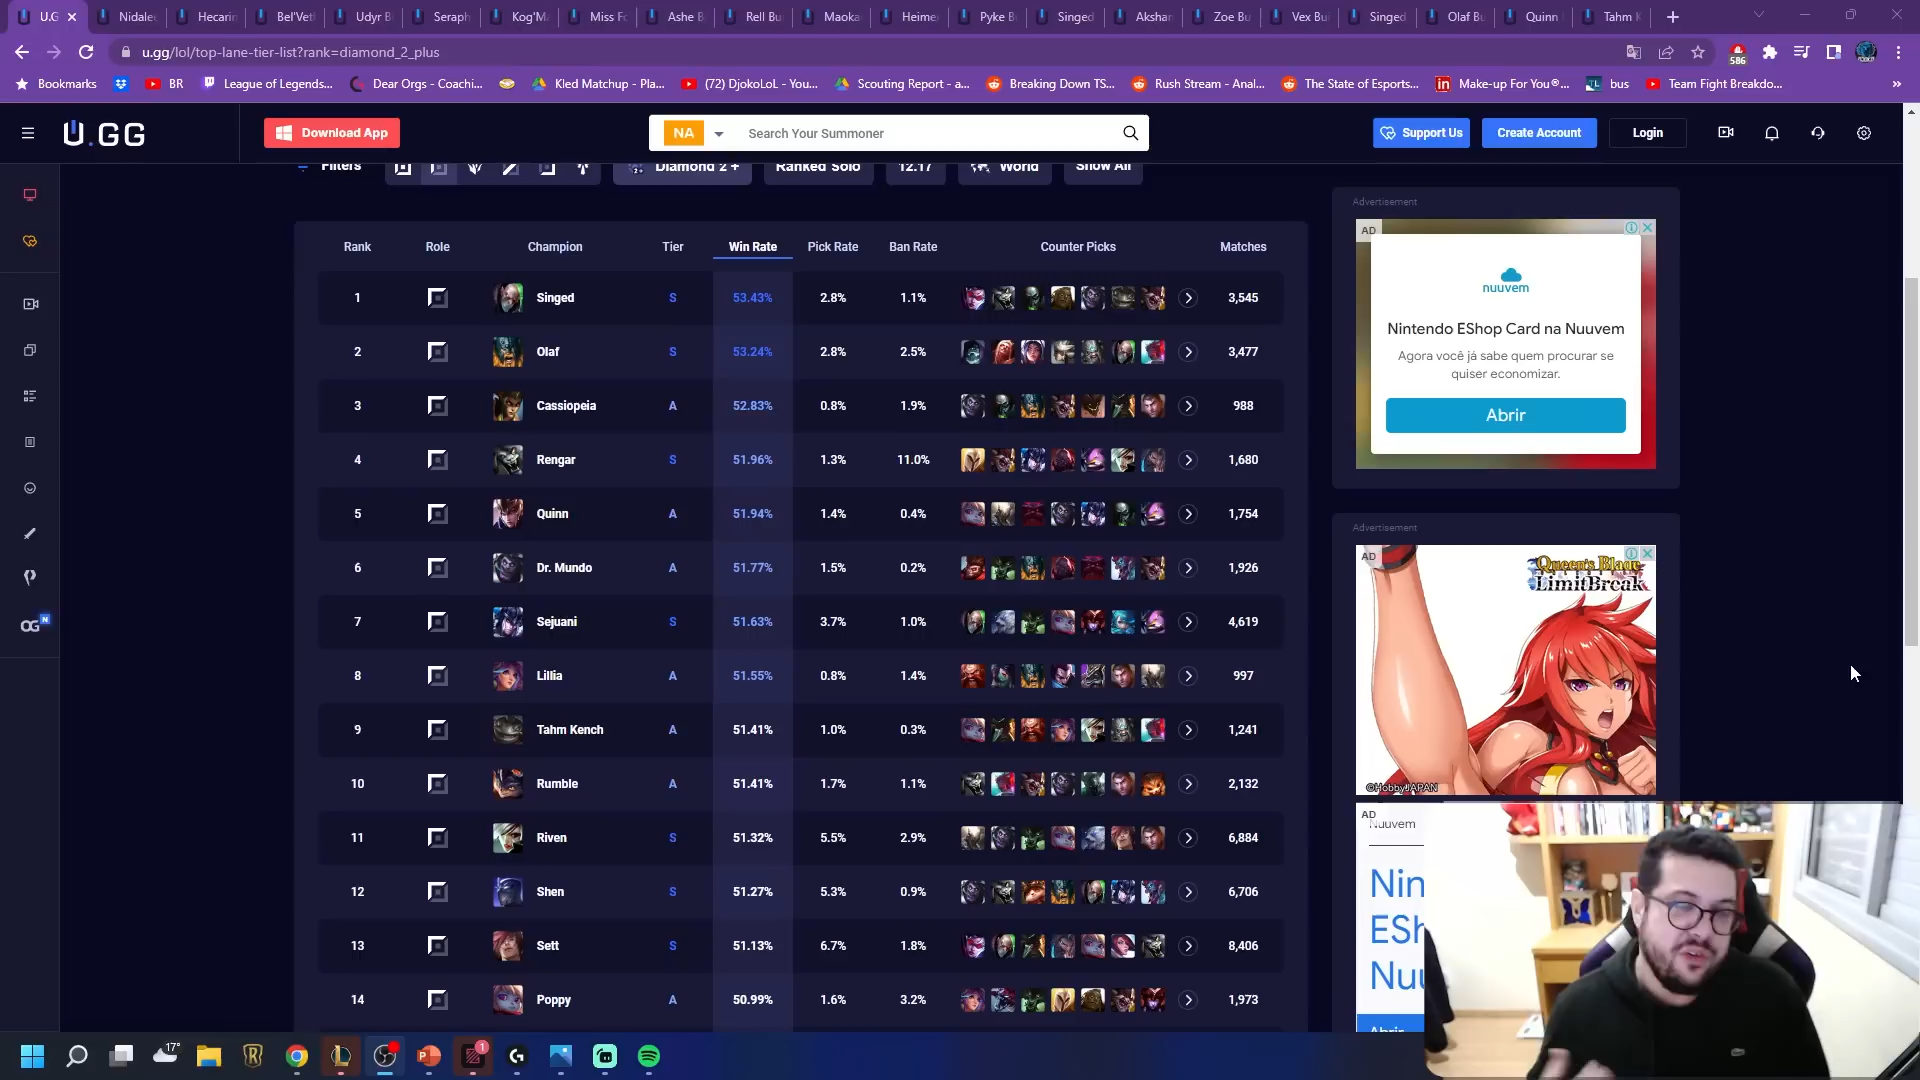 U.G
Nidalee
Hecarin
Bel'Vet
Udyr B
Seraph
Kog'Ma
Miss Fo
Ashe B
Rell Bu
Maoka
Heime
Pyke B
Singed
Akshan
Zoe Bu
Vex Bu
Singed
Olaf Bu
Quinn
Tahm K
u.gg/lol/top-lane-tier-list?rank=diamond_2_plus
586
Bookmarks
BR
League of Legends...
Dear Orgs - Coachi...
Kled Matchup - Pla...
(72) DjokoLoL - You...
Scouting Report - a...
Breaking Down TS...
Rush Stream - Anal...
The State of Esports...
Make-up For You®...
bus
Team Fight Breakdo...
»
U.GG
Download App
NA
Search Your Summoner
Support Us
Create Account
Login
Filters
Diamond 2 +
Ranked Solo
12.17
World
Show All
Rank Role Champion Tier Win Rate Pick Rate Ban Rate Counter Picks Matches
1 Singed S 53.43% 2.8% 1.1% 3,545
2 Olaf S 53.24% 2.8% 2.5% 3,477
3 Cassiopeia A 52.83% 0.8% 1.9% 988
4 Rengar S 51.96% 1.3% 11.0% 1,680
5 Quinn A 51.94% 1.4% 0.4% 1,754
6 Dr. Mundo A 51.77% 1.5% 0.2% 1,926
7 Sejuani S 51.63% 3.7% 1.0% 4,619
8 Lillia A 51.55% 0.8% 1.4% 997
9 Tahm Kench A 51.41% 1.0% 0.3% 1,241
10 Rumble A 51.41% 1.7% 1.1% 2,132
11 Riven S 51.32% 5.5% 2.9% 6,884
12 Shen S 51.27% 5.3% 0.9% 6,706
13 Sett S 51.13% 6.7% 1.8% 8,406
14 Poppy A 50.99% 1.6% 3.2% 1,973
OG N
Advertisement
AD
nuuvem
Nintendo EShop Card na Nuuvem
Agora você já sabe quem procurar se
quiser economizar.
Abrir
Advertisement
AD
Queen's Blade
LimitBreak
©HobbyJAPAN
AD
Nuuvem
Nin
ESh
Nuu
Abrir
17°
1